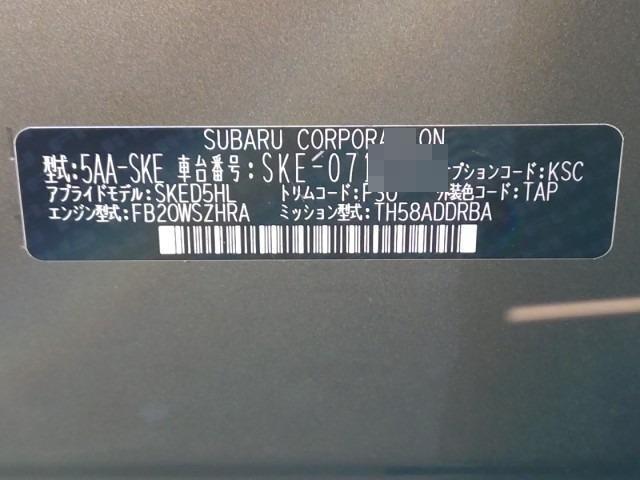 SUBARU CORPORA ON
型式:5AA-SKE 車台番号:SKE-071 プションコード:KSC
アプライドモデル:SKED5HL トリムコード:P30 外装色コード:TAP
エンジン型式:FB20WSZHRA ミッション型式:TH58ADDRBA